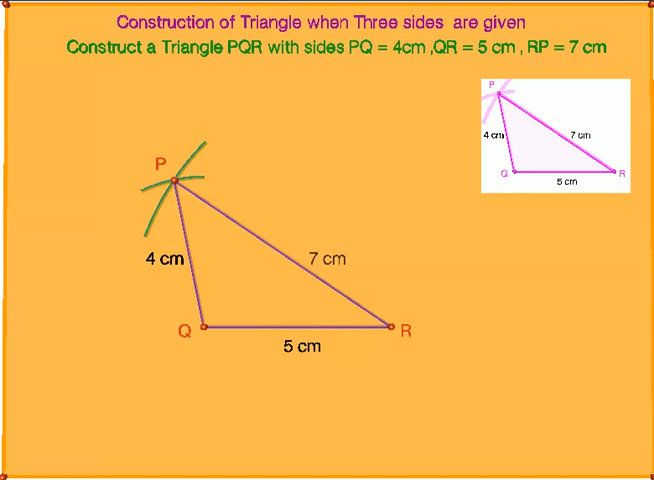 Construction of Triangle when Three sides are given
Construct a Triangle PQR with sides PQ = 4cm ,QR = 5 cm , RP = 7 cm
P
4 cm
7 cm
Q
R
5 cm
P
4 cm
7 cm
Q
R
5 cm